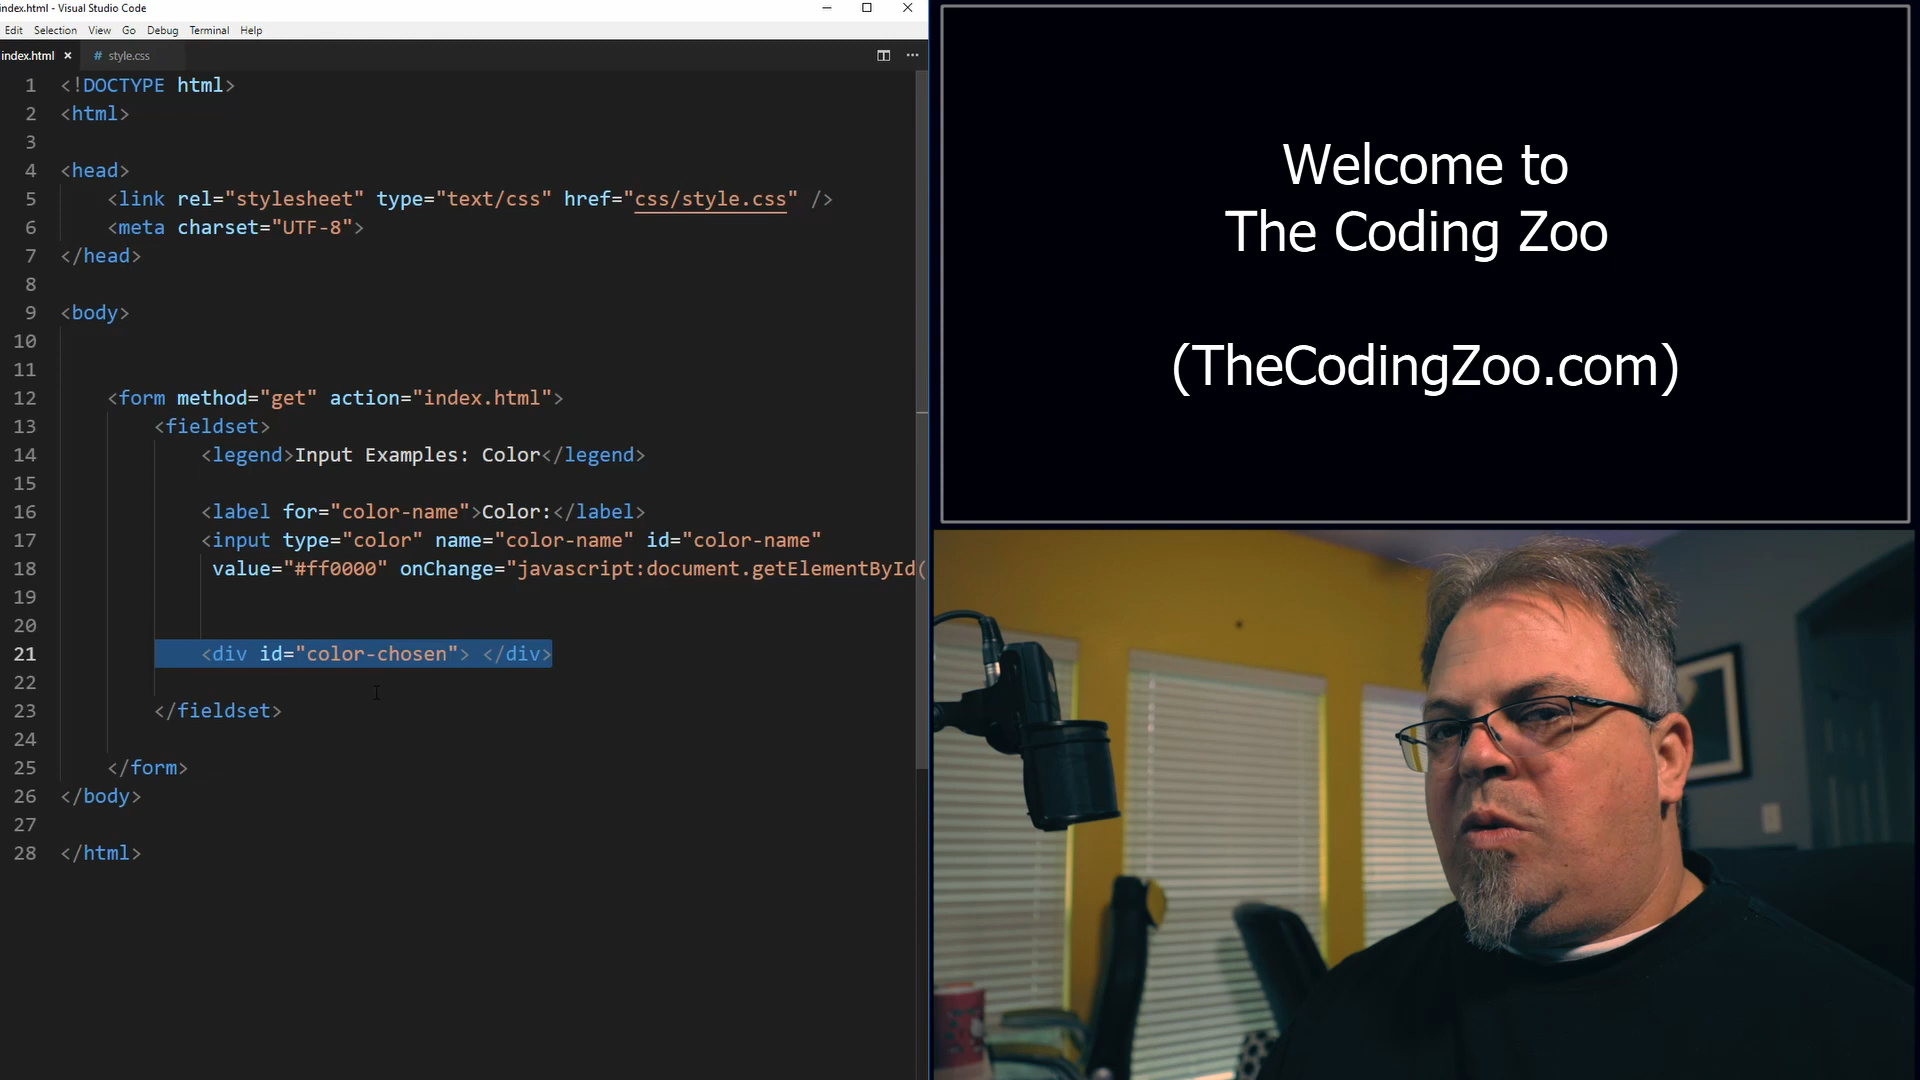 index.html - Visual Studio Code
Edit Selection View Go Debug Terminal Help
index.html × # style.css
1 <!DOCTYPE html>
2 <html>
3
4 <head>
5 <link rel="stylesheet" type="text/css" href="css/style.css" />
6 <meta charset="UTF-8">
7 </head>
8
9 <body>
10
11
12 <form method="get" action="index.html">
13 <fieldset>
14 <legend>Input Examples: Color</legend>
15
16 <label for="color-name">Color:</label>
17 <input type="color" name="color-name" id="color-name"
18 value="#ff0000" onChange="javascript:document.getElementById(
19
20
21 <div id="color-chosen"> </div>
22
23 </fieldset>
24
25 </form>
26 </body>
27
28 </html>
Welcome to
The Coding Zoo
(TheCodingZoo.com)